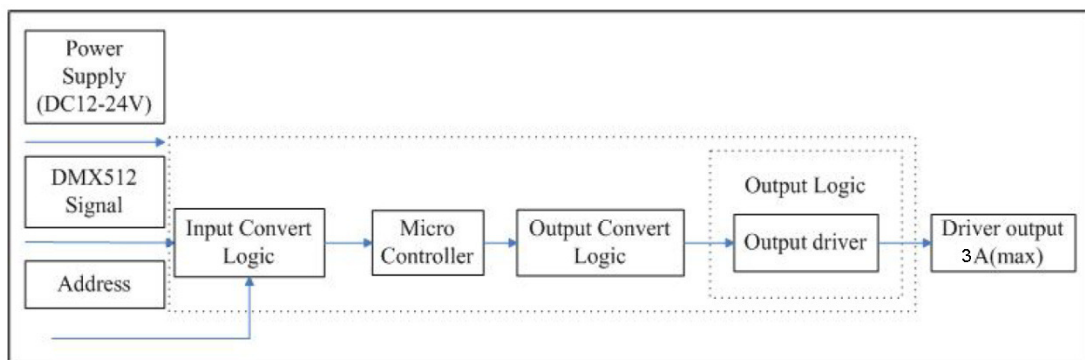 Power
Supply
(DC12-24V)
DMX512
Signal
Address
Input Convert
Logic
Micro
Controller
Output Convert
Logic
Output Logic
Output driver
Driver output
3A(max)